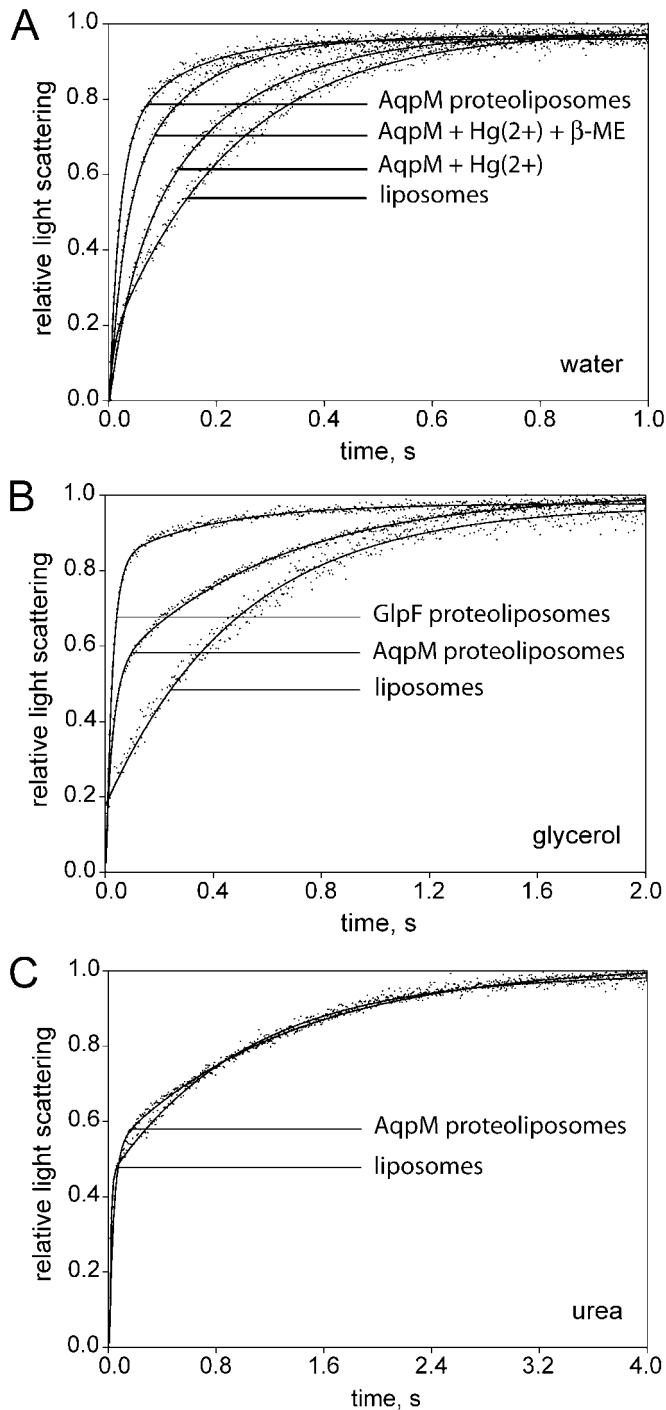 A
relative light scattering
1.0
0.8
0.6
0.4
0.2
0.0
AqpM proteoliposomes
AqpM + Hg(2+) + β-ME
AqpM + Hg(2+)
liposomes
water
0.0 0.2 0.4 0.6 0.8 1.0
time, s
B
relative light scattering
1.0
0.8
0.6
0.4
0.2
0.0
GlpF proteoliposomes
AqpM proteoliposomes
liposomes
glycerol
0.0 0.4 0.8 1.2 1.6 2.0
time, s
C
relative light scattering
1.0
0.8
0.6
0.4
0.2
0.0
AqpM proteoliposomes
liposomes
urea
0.0 0.8 1.6 2.4 3.2 4.0
time, s